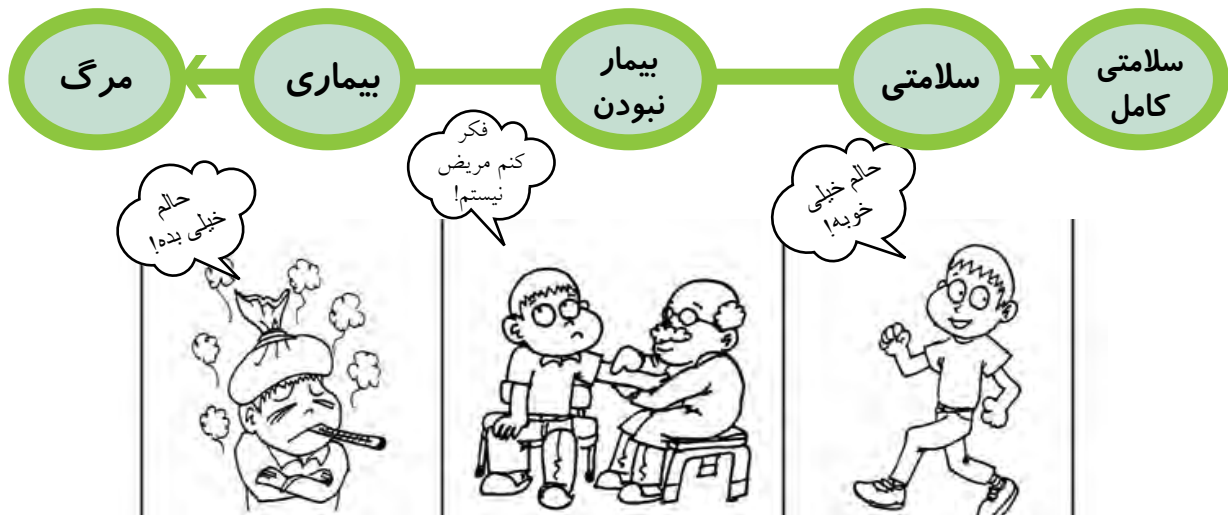 سلامتی
کامل
سلامتی
بیمار
نبودن
بیماری
مرگ
حالم خیلی
خوبه!
فکر
کنم مریض
نیستم!
حالم
خیلی بده!